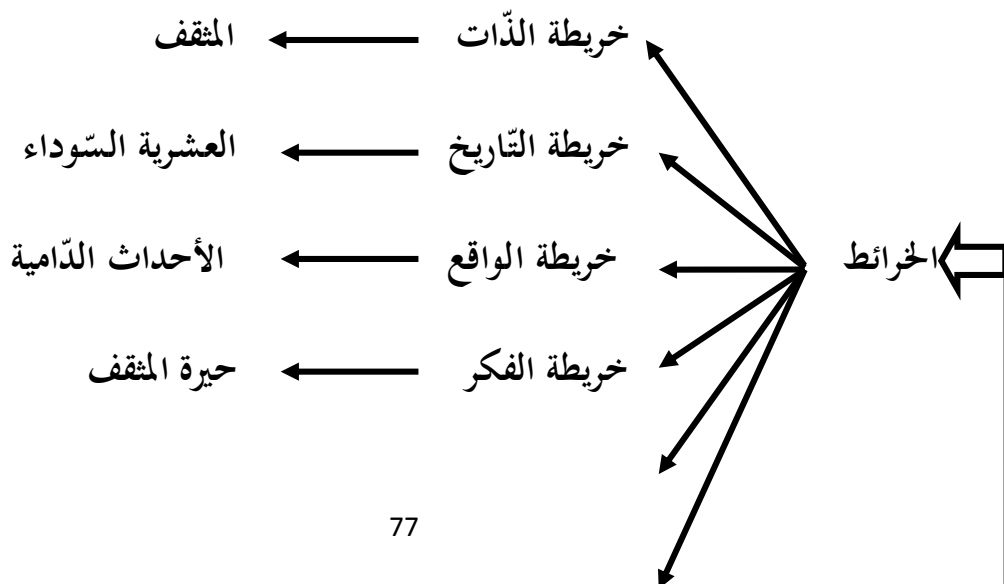 خريطة الذّات المثقف
خريطة التّاريخ العشرية السّوداء
الخرائط خريطة الواقع الأحداث الدّامية
خريطة الفكر حيرة المثقف
77